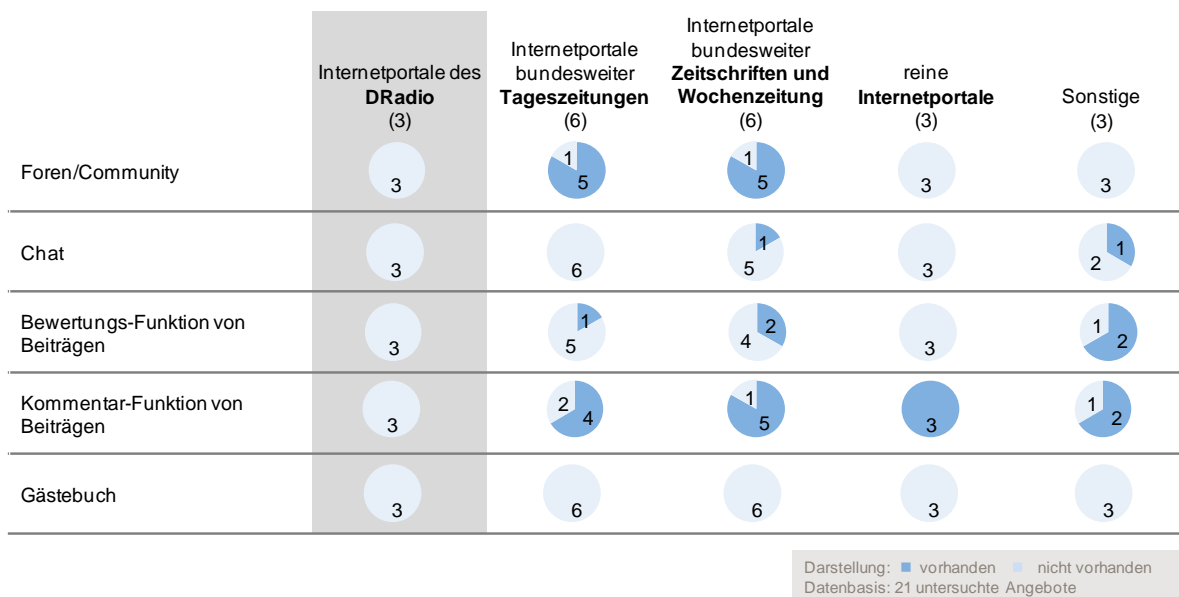 Internetportale des
DRadio
(3)
Internetportale
bundesweiter
Tageszeitungen
(6)
Internetportale
bundesweiter
Zeitschriften und
Wochenzeitung
(6)
reine
Internetportale
(3)
Sonstige
(3)
Foren/Community
3
1
5
1
5
3
3
Chat
3
6
1
5
3
1
2
Bewertungs-Funktion von
Beiträgen
3
1
5
2
4
3
1
2
Kommentar-Funktion von
Beiträgen
3
2
4
1
5
3
1
2
Gästebuch
3
6
6
3
3
Darstellung: vorhanden nicht vorhanden
Datenbasis: 21 untersuchte Angebote